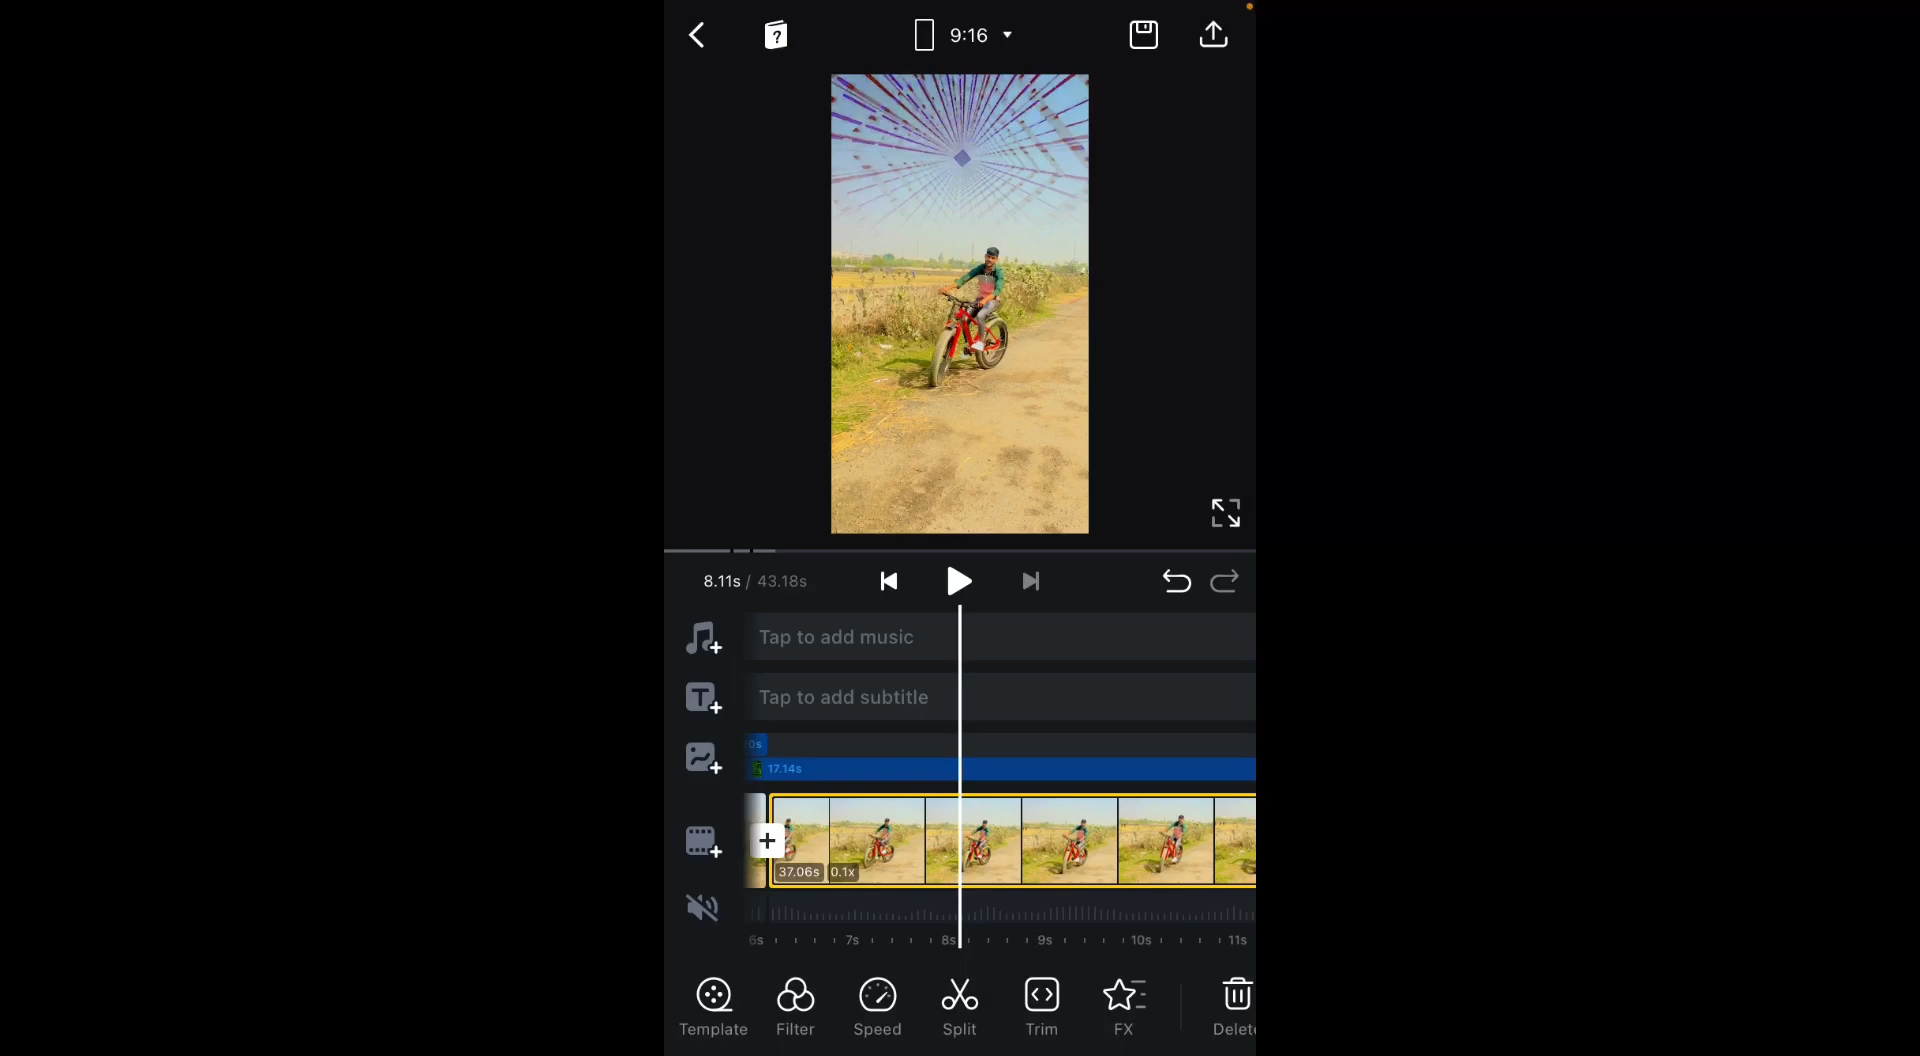 ?
9:16
8.11s / 43.18s
Tap to add music
T
Tap to add subtitle
0s
17.14s
37.06s 0.1x
6s 7s 8s 9s 10s 11s
Template Filter Speed Split Trim FX Delete